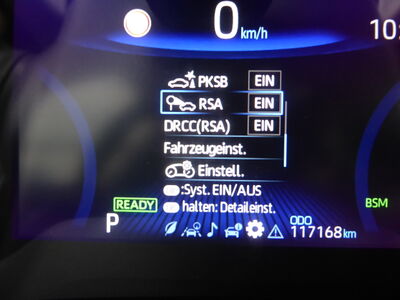 0 km/h
10:
PKSB EIN
RSA EIN
DRCC(RSA) EIN
Fahrzeugeinst.
Einstell.
:Syst. EIN/AUS
READY halten: Detaileinst.
BSM
P
ODO
117168 km